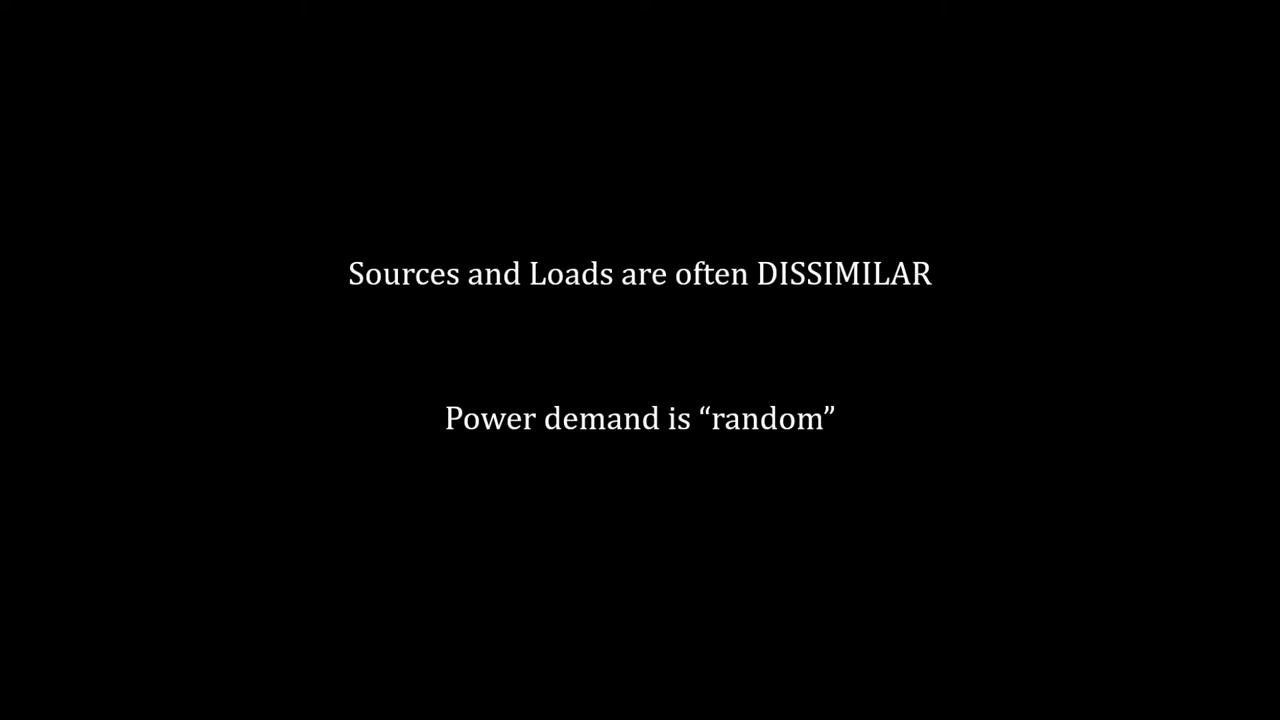 Sources and Loads are often DISSIMILAR
Power demand is “random”